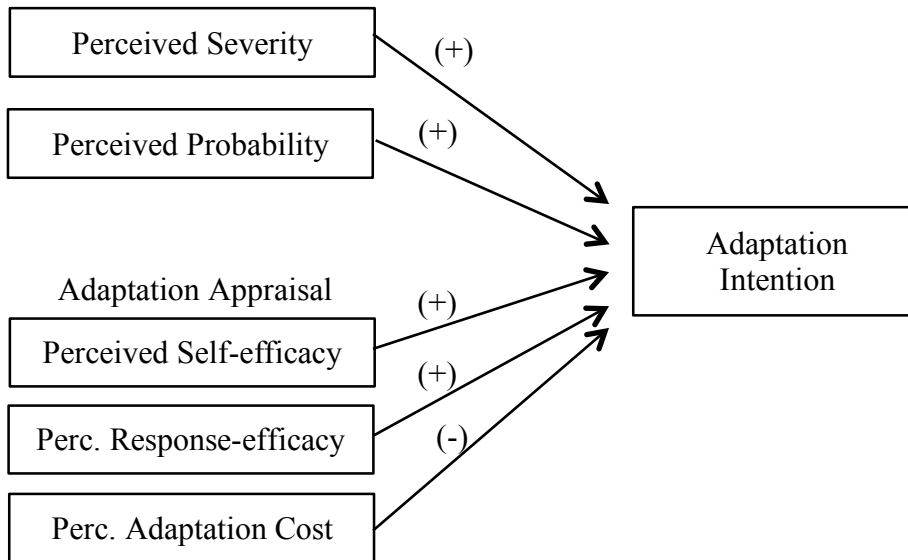 Perceived Severity
(+)
Perceived Probability
(+)
Adaptation
Intention
Adaptation Appraisal
Perceived Self-efficacy
(+)
Perc. Response-efficacy
(+)
Perc. Adaptation Cost
(-)